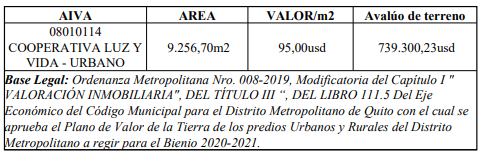 AIVA AREA VALOR/m2 Avalúo de terreno
08010114
COOPERATIVA LUZ Y
VIDA - URBANO
9.256,70m2 95,00usd 739.300,23usd
Base Legal: Ordenanza Metropolitana Nro. 008-2019, Modificatoria del Capítulo I "
VALORACIÓN INMOBILIARIA", DEL TÍTULO III “, DEL LIBRO 111.5 Del Eje
Económico del Código Municipal para el Distrito Metropolitano de Quito con el cual se
aprueba el Plano de Valor de la Tierra de los predios Urbanos y Rurales del Distrito
Metropolitano a regir para el Bienio 2020-2021.